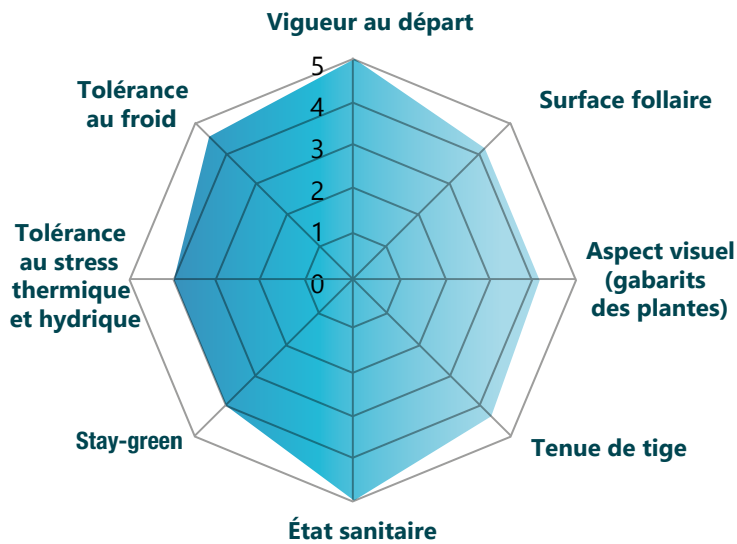 Vigueur au départ
5
4
3
2
1
0
Surface follaire
Aspect visuel
(gabarits
des plantes)
Tenue de tige
État sanitaire
Stay-green
Tolérance
au stress
thermique
et hydrique
Tolérance
au froid